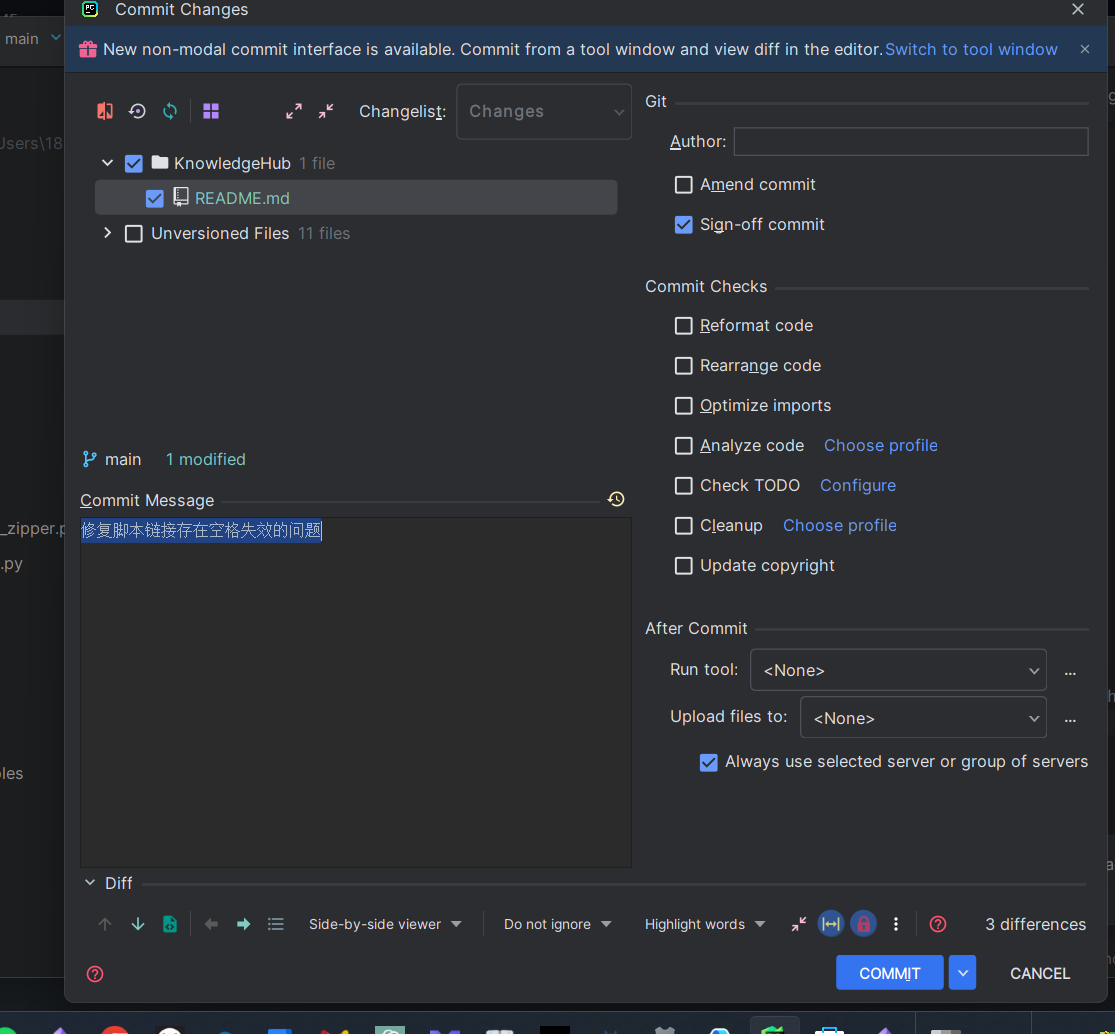 PC
Commit Changes
main
New non-modal commit interface is available. Commit from a tool window and view diff in the editor. Switch to tool window
Changelist:
Changes
KnowledgeHub 1 file
README.md
Unversioned Files 11 files
main 1 modified
Commit Message
修复脚本链接存在空格失效的问题
Git
Author:
Amend commit
Sign-off commit
Commit Checks
Reformat code
Rearrange code
Optimize imports
Analyze code Choose profile
Check TODO Configure
Cleanup Choose profile
Update copyright
After Commit
Run tool: <None> ...
Upload files to: <None> ...
Always use selected server or group of servers
Users\18
_zipper.p
.py
les
Diff
Side-by-side viewer Do not ignore Highlight words 3 differences
COMMIT CANCEL